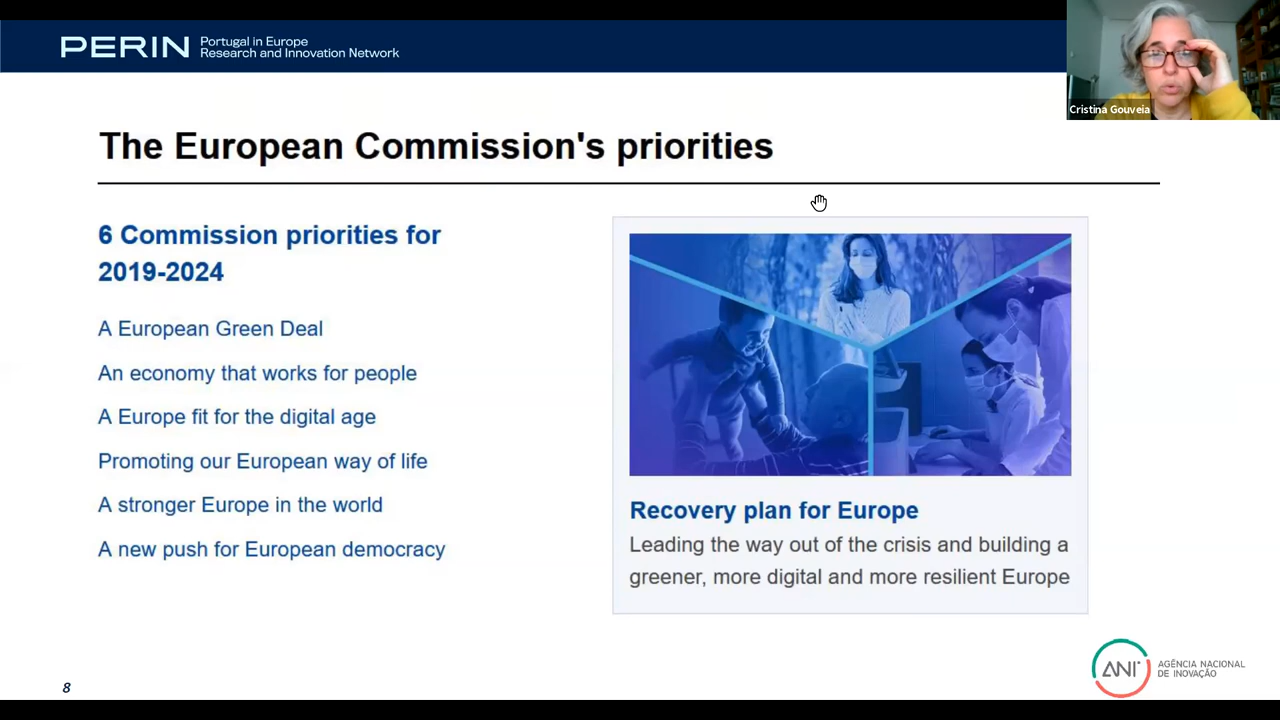 PERIN
Portugal in Europe
Research and Innovation Network
Cristina Gouveia
The European Commission's priorities
6 Commission priorities for
2019-2024
A European Green Deal
An economy that works for people
A Europe fit for the digital age
Promoting our European way of life
A stronger Europe in the world
A new push for European democracy
Recovery plan for Europe
Leading the way out of the crisis and building a
greener, more digital and more resilient Europe
8
ANI
AGÊNCIA NACIONAL
DE INOVAÇÃO